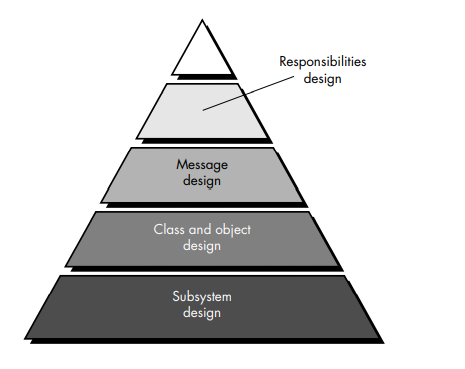 Responsibilities
design
Message
design
Class and object
design
Subsystem
design